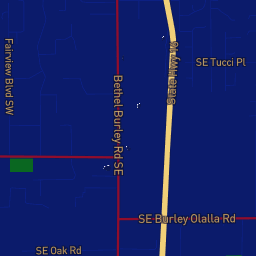 Fairview Blvd SW
Bethel Burley Rd SE
SE Tucci Pl
SE Burley Olalla Rd
SE Oak Rd